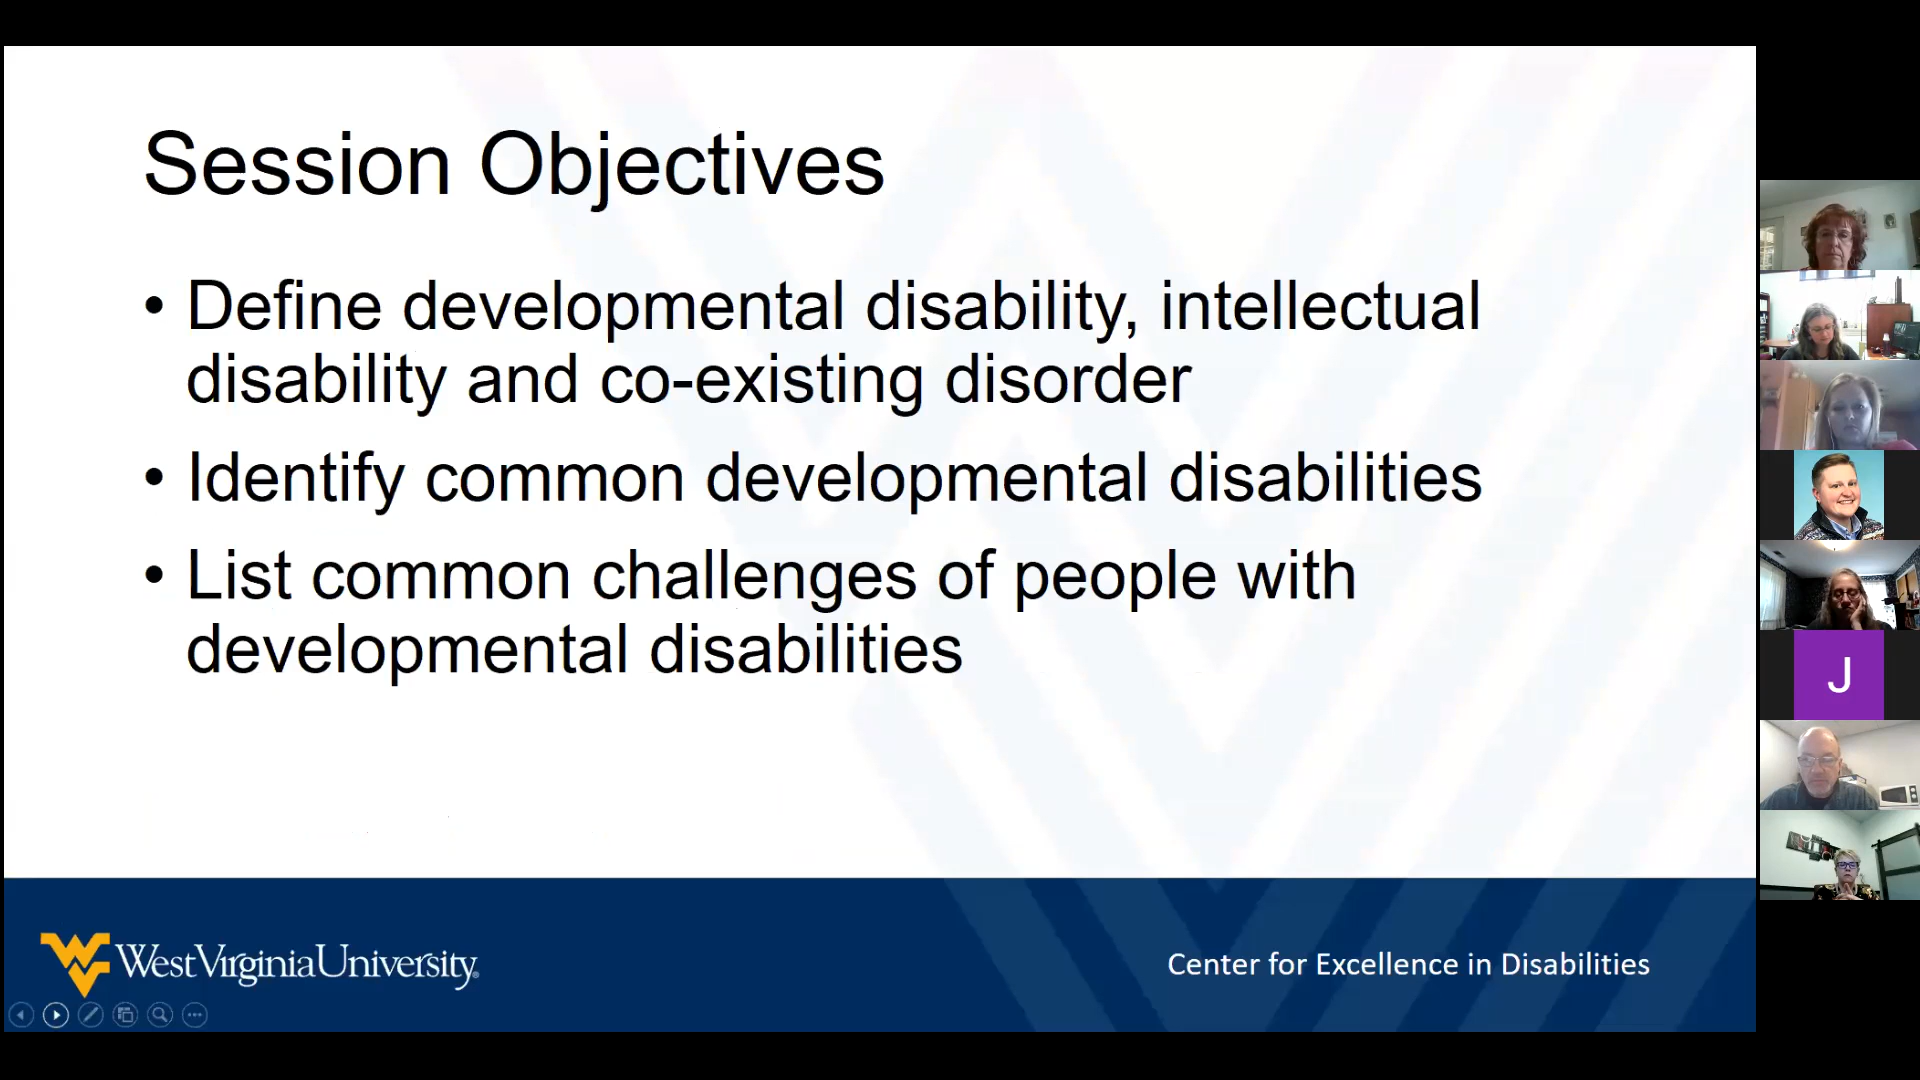 Session Objectives
• Define developmental disability, intellectual
disability and co-existing disorder
• Identify common developmental disabilities
• List common challenges of people with
developmental disabilities
J
WestVirginiaUniversity®
Center for Excellence in Disabilities